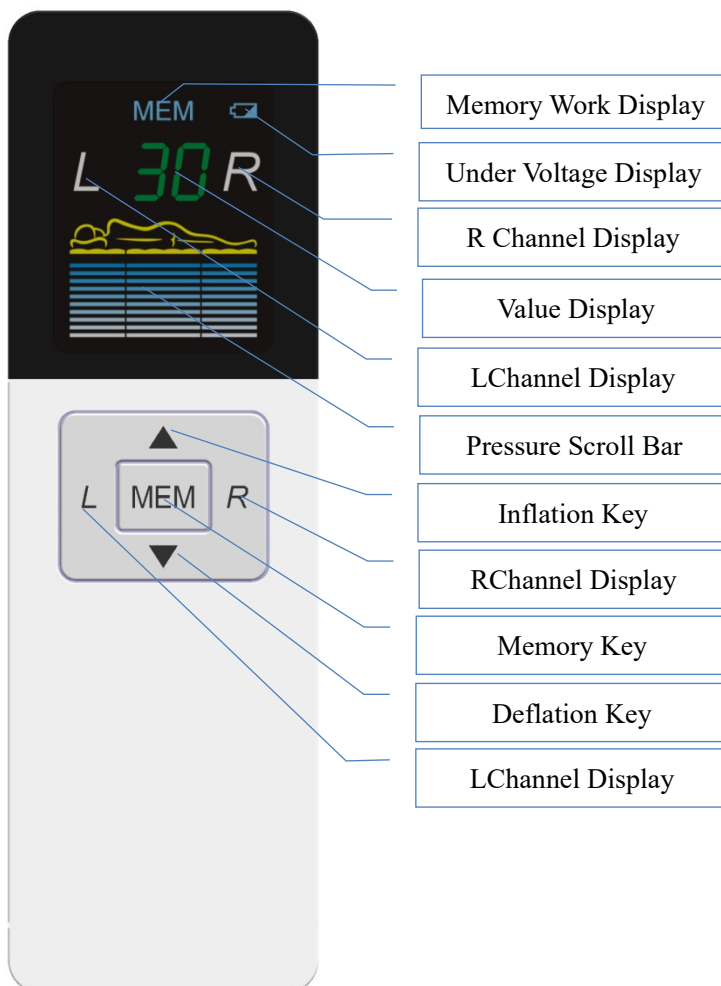 MEM
L 30 R
L MEM R
Memory Work Display
Under Voltage Display
R Channel Display
Value Display
LChannel Display
Pressure Scroll Bar
Inflation Key
RChannel Display
Memory Key
Deflation Key
LChannel Display